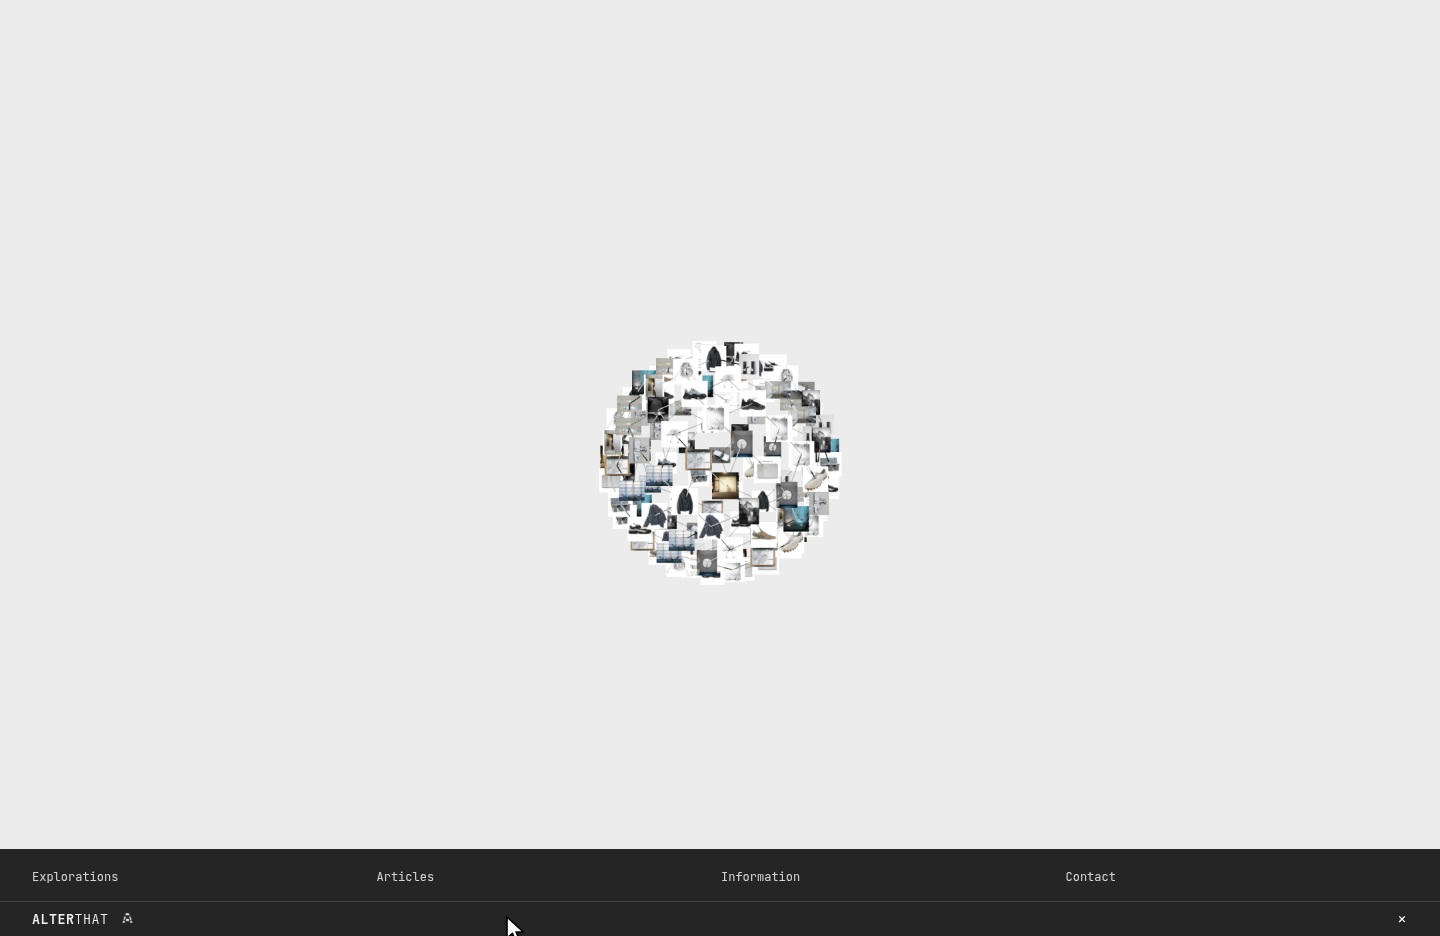 Explorations
Articles
Information
Contact
ALTERTHAT
×